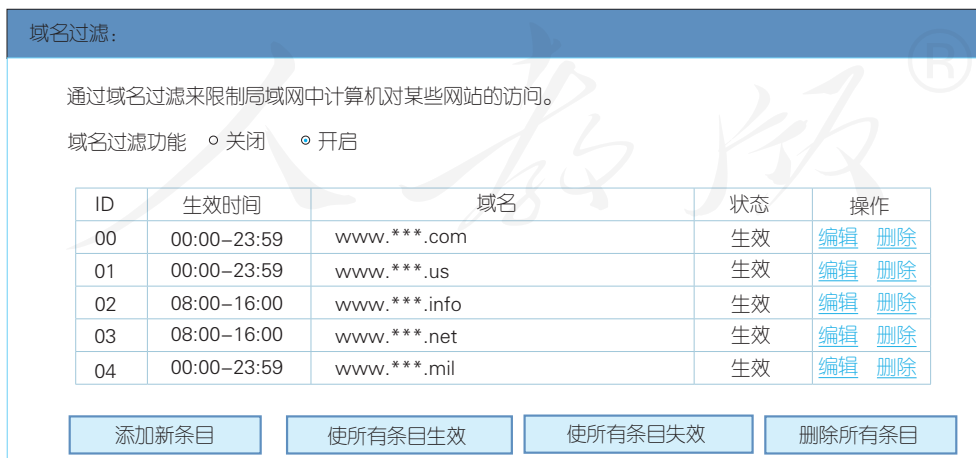 域名过滤:
通过域名过滤来限制局域网中计算机对某些网站的访问。
域名过滤功能 关闭 开启
ID 生效时间 域名 状态 操作
00 00:00–23:59 www.***.com 生效 编辑 删除
01 00:00–23:59 www.***.us 生效 编辑 删除
02 08:00–16:00 www.***.info 生效 编辑 删除
03 08:00–16:00 www.***.net 生效 编辑 删除
04 00:00–23:59 www.***.mil 生效 编辑 删除
添加新条目 使所有条目生效 使所有条目失效 删除所有条目
人教版®